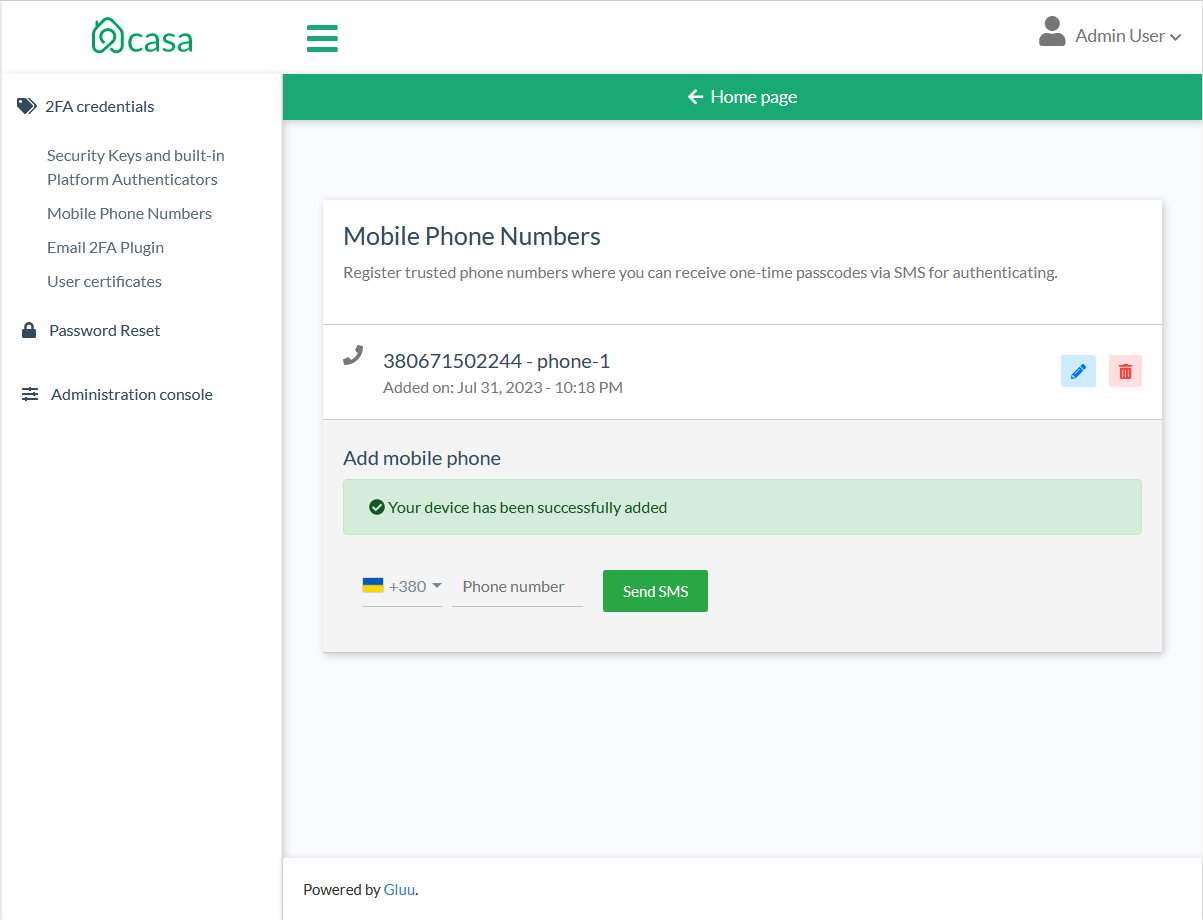 casa
Admin User
2FA credentials
Home page
Security Keys and built-in
Platform Authenticators
Mobile Phone Numbers
Email 2FA Plugin
User certificates
Password Reset
Administration console
Mobile Phone Numbers
Register trusted phone numbers where you can receive one-time passcodes via SMS for authenticating.
380671502244 - phone-1
Added on: Jul 31, 2023 - 10:18 PM
Add mobile phone
Your device has been successfully added
+380 Phone number Send SMS
Powered by Gluu.